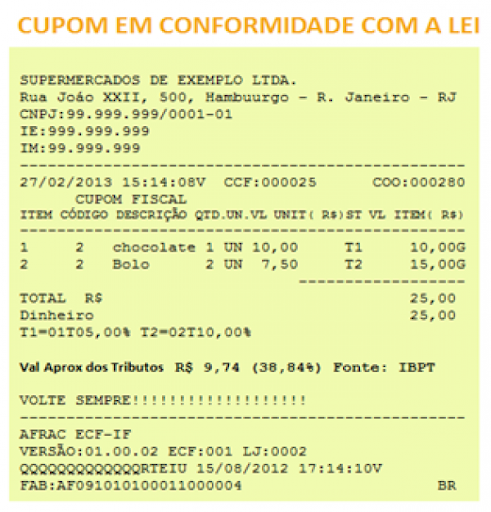 CUPOM EM CONFORMIDADE COM A LEI
SUPERMERCADOS DE EXEMPLO LTDA.
Rua João XXII, 500, Hambuurgo - R. Janeiro - RJ
CNPJ:99.999.999/0001-01
IE:999.999.999
IM:99.999.999
27/02/2013 15:14:08V CCF:000025 COO:000280
CUPOM FISCAL
ITEM CÓDIGO DESCRIÇÃO QTD.UN.VL UNIT( R$)ST VL ITEM( R$)
1 2 chocolate 1 UN 10,00 T1 10,00G
2 2 Bolo 2 UN 7,50 T2 15,00G
TOTAL R$ 25,00
Dinheiro 25,00
T1=01T05,00% T2=02T10,00%
Val Aprox dos Tributos R$ 9,74 (38,84%) Fonte: IBPT
VOLTE SEMPRE!!!!!!!!!!!!!!!!!!!!
AFRAC ECF-IF
VERSÃO:01.00.02 ECF:001 LJ:0002
QQQQQQQQQQQQQRTEIU 15/08/2012 17:14:10V
FAB:AF091010100011000004 BR